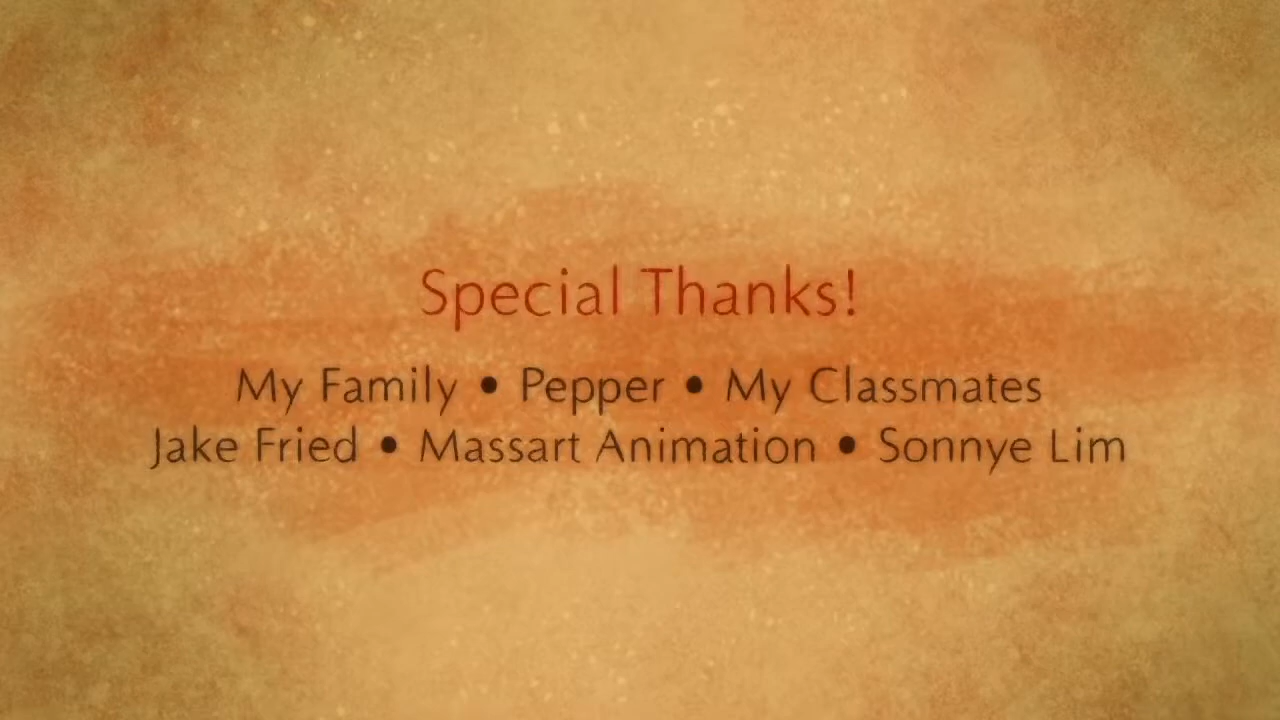 Special Thanks!
My Family • Pepper • My Classmates
Jake Fried • Massart Animation • Sonnye Lim